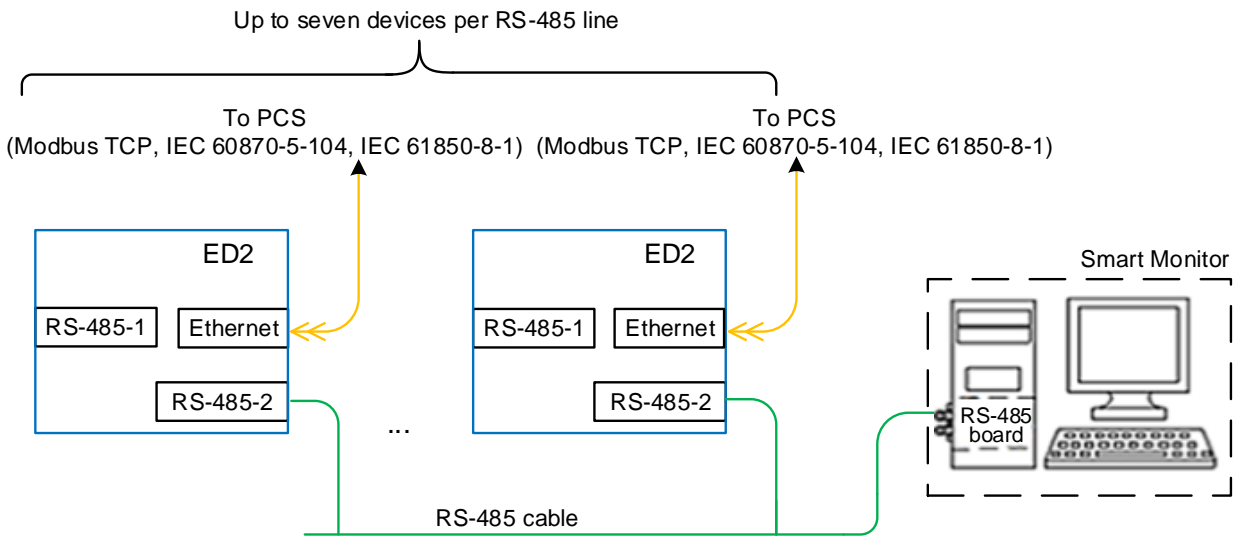 Up to seven devices per RS-485 line
To PCS
(Modbus TCP, IEC 60870-5-104, IEC 61850-8-1)
To PCS
(Modbus TCP, IEC 60870-5-104, IEC 61850-8-1)
ED2
RS-485-1
Ethernet
RS-485-2
...
ED2
RS-485-1
Ethernet
RS-485-2
Smart Monitor
RS-485
board
RS-485 cable